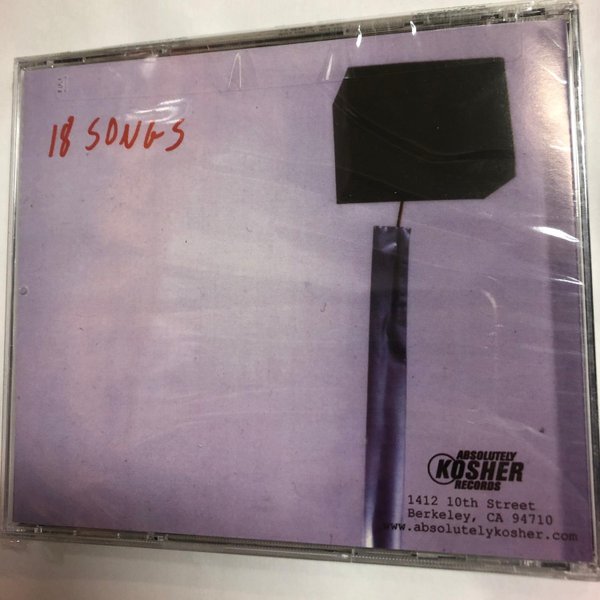 18 SONGS
ABSOLUTELY
KOSHER
RECORDS
1412 10th Street
Berkeley, CA 94710
www.absolutelykosher.com